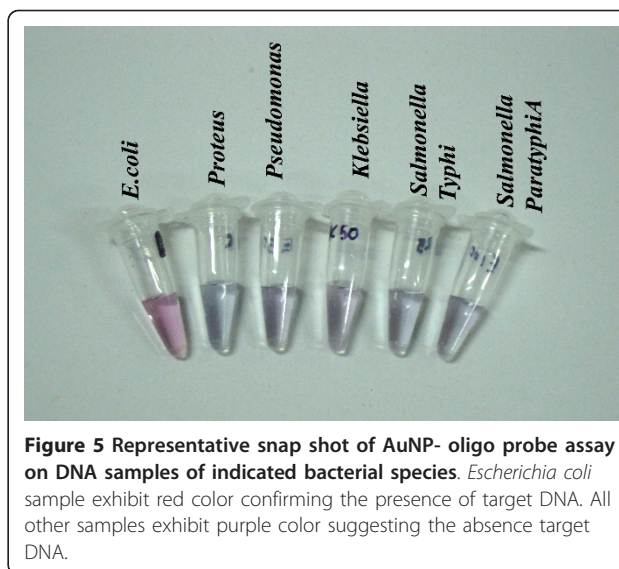 E.coli
Proteus
Pseudomonas
Klebsiella
Salmonella
Typhi
Salmonella
ParatyphiA
K50
Figure 5 Representative snap shot of AuNP- oligo probe assay
on DNA samples of indicated bacterial species. Escherichia coli
sample exhibit red color confirming the presence of target DNA. All
other samples exhibit purple color suggesting the absence target
DNA.